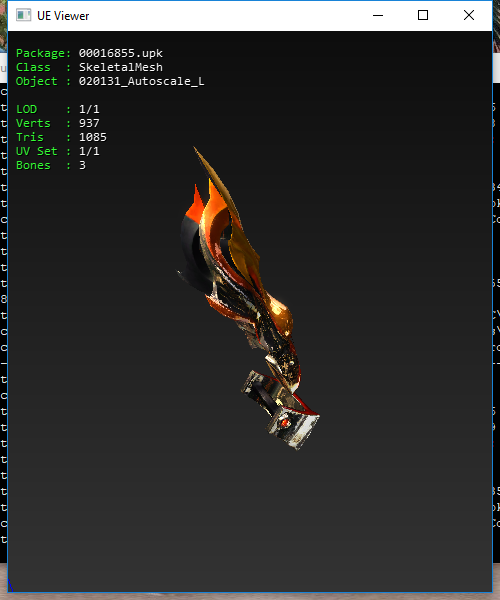 UE Viewer
Package: 00016855.upk
Class : SkeletalMesh
Object : 020131_Autoscale_L
LOD : 1/1
Verts : 937
Tris : 1085
UV Set : 1/1
Bones : 3